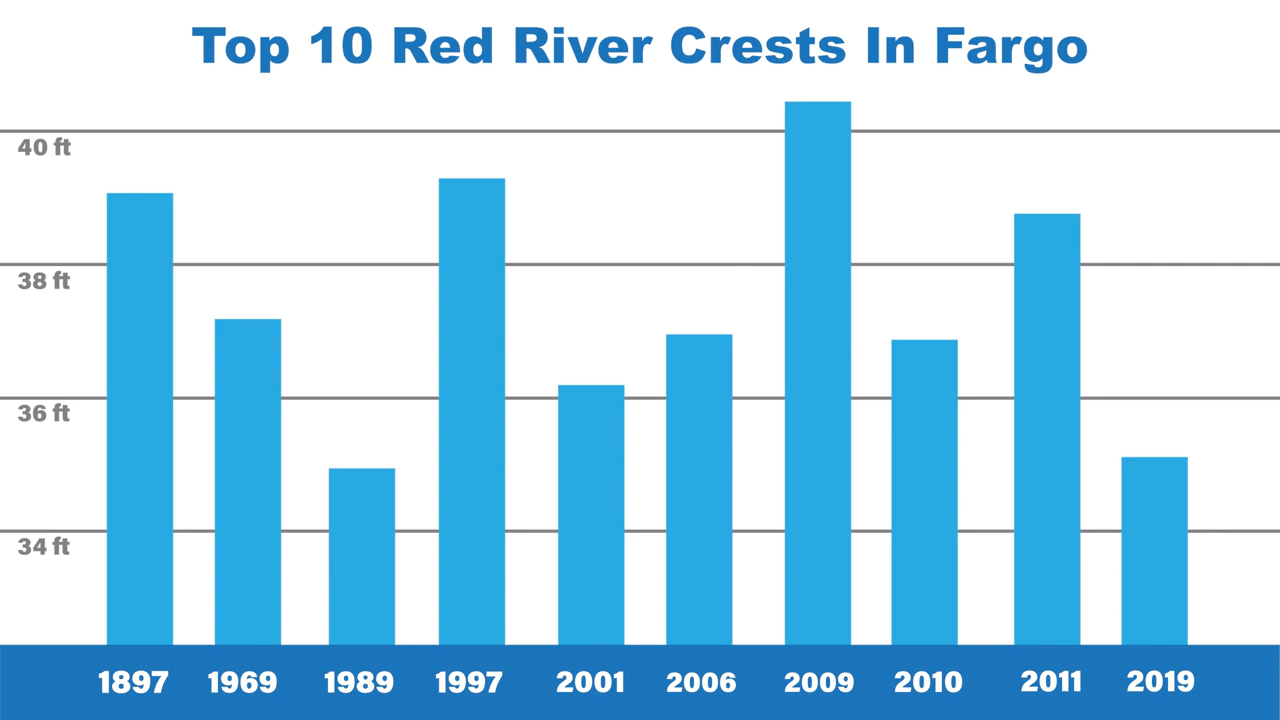 Top 10 Red River Crests In Fargo
40 ft
38 ft
36 ft
34 ft
1897 1969 1989 1997 2001 2006 2009 2010 2011 2019